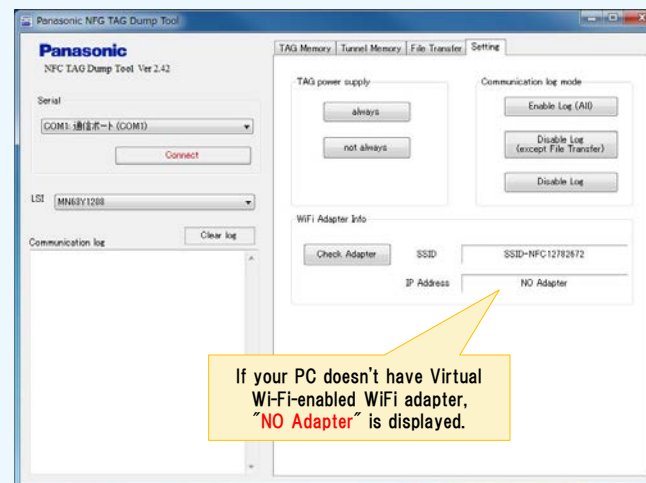 Panasonic NFG TAG Dump Tool
Panasonic
NFC TAG Dump Tool Ver 2.42
Serial
COM1: 通信ポート (COM1)
Connect
LSI
MN63Y1208
Communication log
Clear log
TAG Memory
Tunnel Memory
File Transfer
Setting
TAG power supply
always
not always
Communication log mode
Enable Log (All)
Disable Log
(except File Transfer)
Disable Log
WiFi Adapter Info
Check Adapter
SSID
SSID-NFC12782672
IP Address
NO Adapter
If your PC doesn't have Virtual
Wi-Fi-enabled WiFi adapter,
"NO Adapter" is displayed.